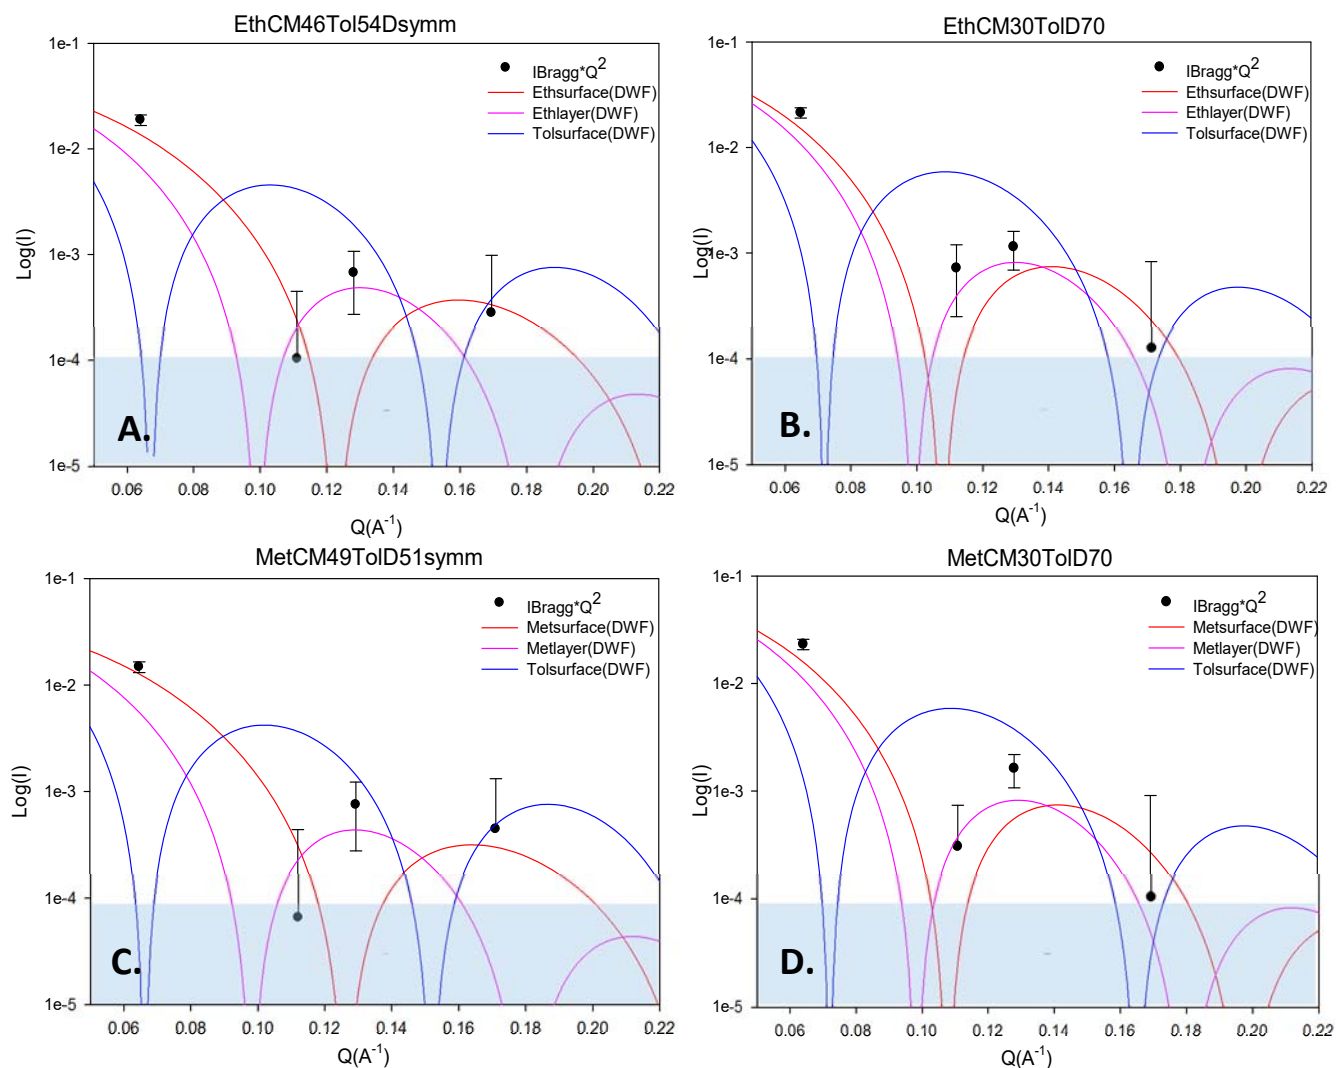 EthCM46Tol54Dsymm
1e-1
1e-2
1e-3
1e-4
1e-5
Log(I)
IBragg*Q2
Ethsurface(DWF)
Ethlayer(DWF)
Tolsurface(DWF)
A.
0.06 0.08 0.10 0.12 0.14 0.16 0.18 0.20 0.22
Q(A-1)
EthCM30TolD70
1e-1
1e-2
1e-3
1e-4
1e-5
Log(I)
IBragg*Q2
Ethsurface(DWF)
Ethlayer(DWF)
Tolsurface(DWF)
B.
0.06 0.08 0.10 0.12 0.14 0.16 0.18 0.20 0.22
Q(A-1)
MetCM49TolD51symm
1e-1
1e-2
1e-3
1e-4
1e-5
Log(I)
IBragg*Q2
Metsurface(DWF)
Metlayer(DWF)
Tolsurface(DWF)
C.
0.06 0.08 0.10 0.12 0.14 0.16 0.18 0.20 0.22
Q(A-1)
MetCM30TolD70
1e-1
1e-2
1e-3
1e-4
1e-5
Log(I)
IBragg*Q2
Metsurface(DWF)
Metlayer(DWF)
Tolsurface(DWF)
D.
0.06 0.08 0.10 0.12 0.14 0.16 0.18 0.20 0.22
Q(A-1)